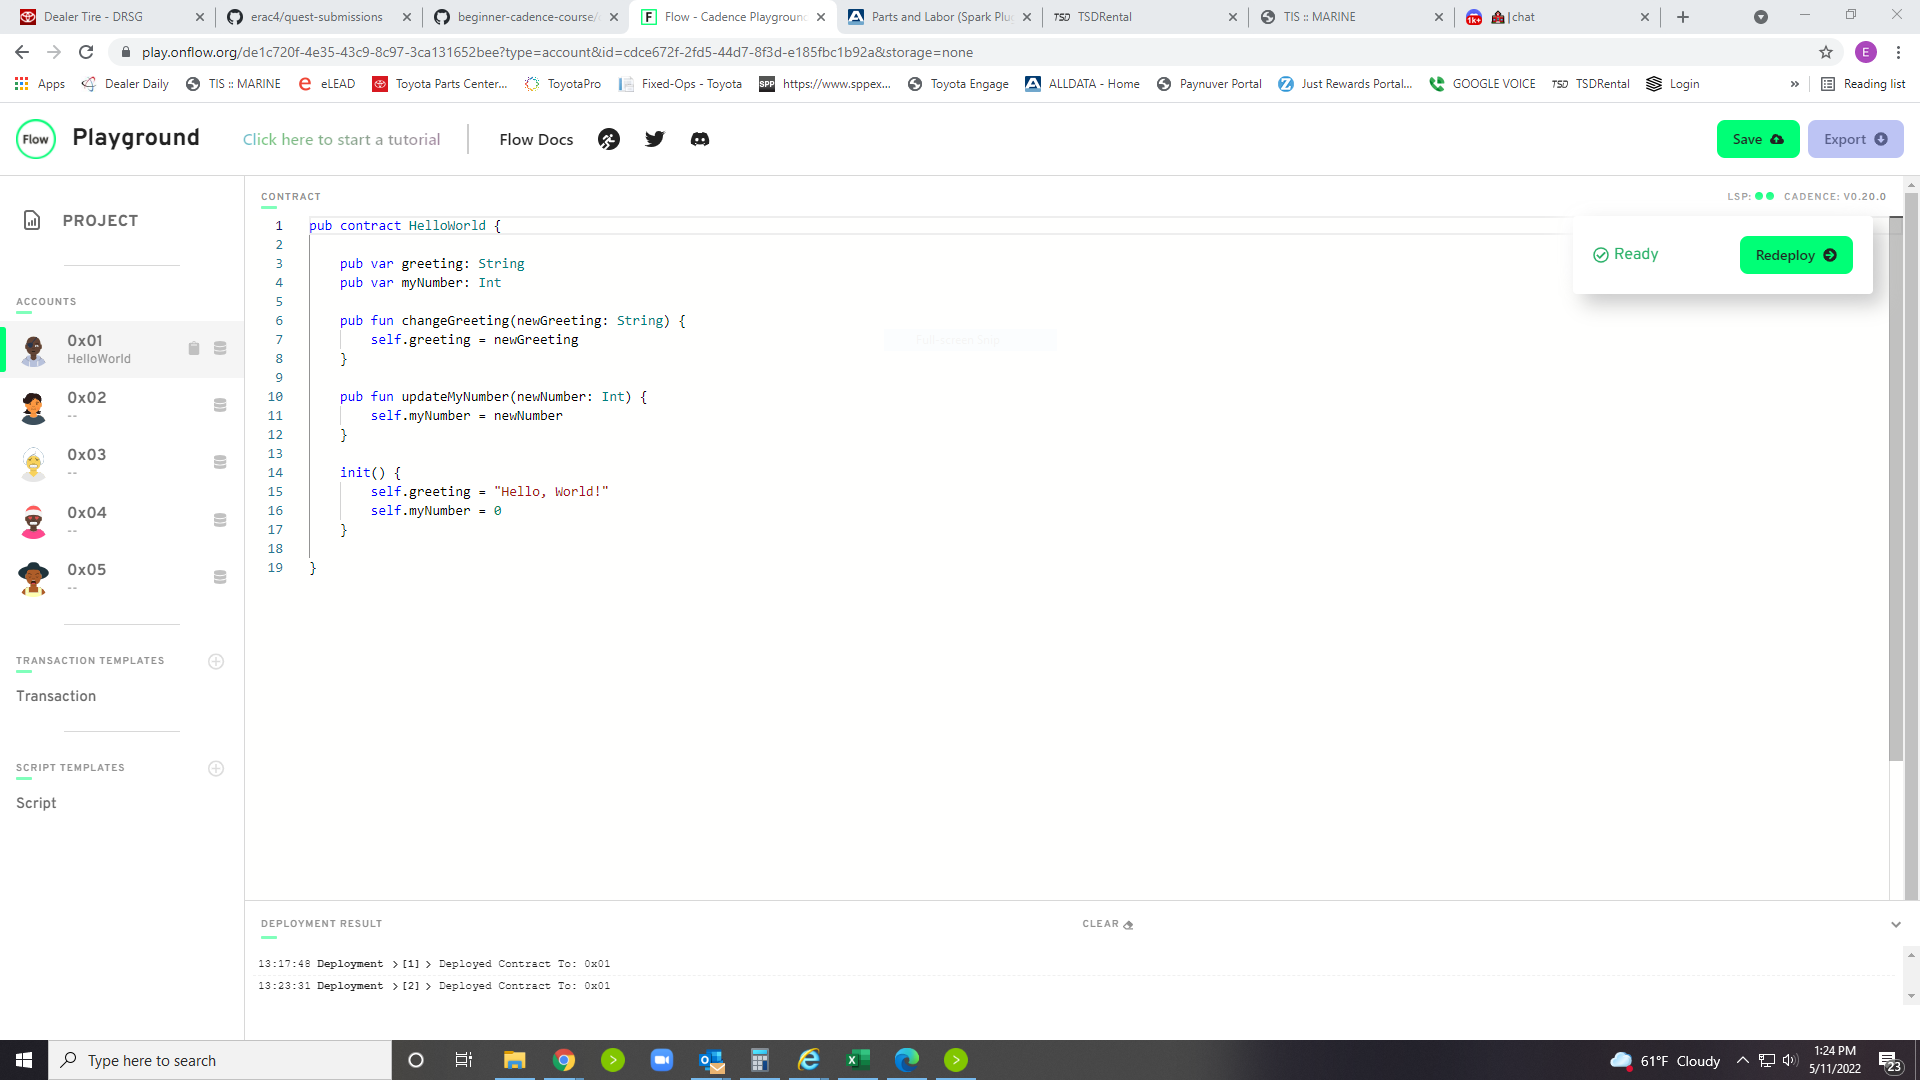 Dealer Tire - DRSG
erac4/quest-submissions
beginner-cadence-course/
Flow - Cadence Playground
Parts and Labor (Spark Plu
TSD TSDRental
TIS :: MARINE
1k+ |chat
play.onflow.org/de1c720f-4e35-43c9-8c97-3ca131652bee?type=account&id=cdce672f-2fd5-44d7-8f3d-e185fbc1b92a&storage=none
E
Apps
Dealer Daily
TIS :: MARINE
eLEAD
Toyota Parts Center...
ToyotaPro
Fixed-Ops - Toyota
SPP https://www.sppex...
Toyota Engage
ALLDATA - Home
Paynuver Portal
Just Rewards Portal...
GOOGLE VOICE
TSD TSDRental
Login
»
Reading list
Flow Playground
Click here to start a tutorial
Flow Docs
Save
Export
PROJECT
ACCOUNTS
0x01
HelloWorld
0x02
--
0x03
--
0x04
--
0x05
--
TRANSACTION TEMPLATES
Transaction
SCRIPT TEMPLATES
Script
CONTRACT
LSP: CADENCE: V0.20.0
Ready
Redeploy
Full-screen Snip
1 pub contract HelloWorld {
2
3 pub var greeting: String
4 pub var myNumber: Int
5
6 pub fun changeGreeting(newGreeting: String) {
7 self.greeting = newGreeting
8 }
9
10 pub fun updateMyNumber(newNumber: Int) {
11 self.myNumber = newNumber
12 }
13
14 init() {
15 self.greeting = "Hello, World!"
16 self.myNumber = 0
17 }
18
19 }
DEPLOYMENT RESULT
CLEAR
13:17:48 Deployment >[1]> Deployed Contract To: 0x01
13:23:31 Deployment >[2]> Deployed Contract To: 0x01
Type here to search
61°F Cloudy
1:24 PM
5/11/2022
23